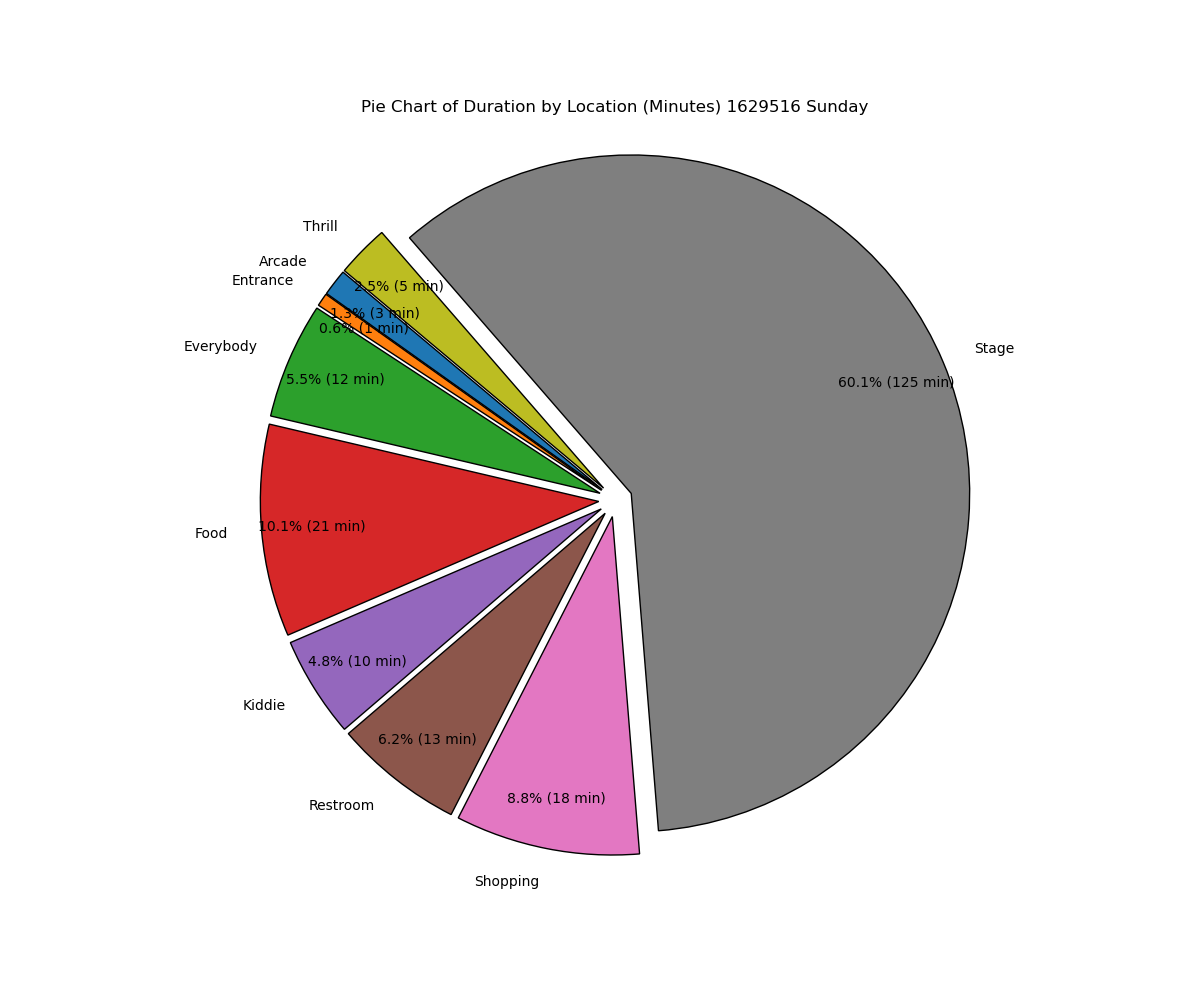 Pie Chart of Duration by Location (Minutes) 1629516 Sunday
Thrill
2.5% (5 min)
Arcade
1.3% (3 min)
Entrance
0.6% (1 min)
Everybody
5.5% (12 min)
Stage
60.1% (125 min)
Food
10.1% (21 min)
Kiddie
4.8% (10 min)
Restroom
6.2% (13 min)
Shopping
8.8% (18 min)